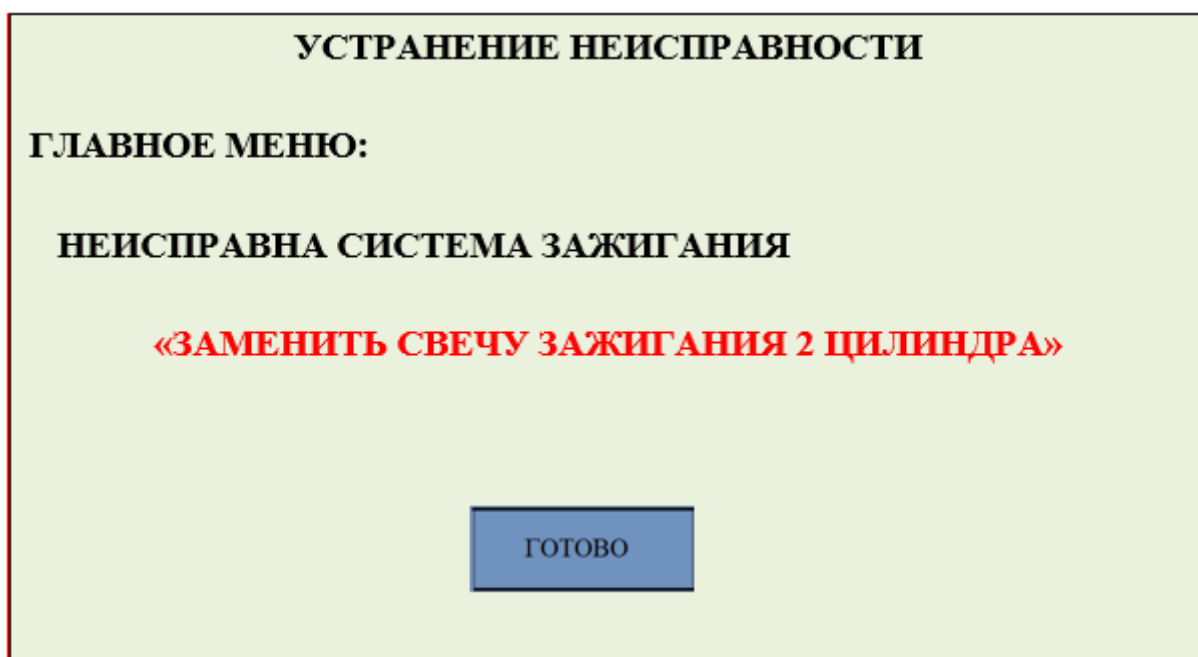 УСТРАНЕНИЕ НЕИСПРАВНОСТИ
ГЛАВНОЕ МЕНЮ:
НЕИСПРАВНА СИСТЕМА ЗАЖИГАНИЯ
«ЗАМЕНИТЬ СВЕЧУ ЗАЖИГАНИЯ 2 ЦИЛИНДРА»
ГОТОВО